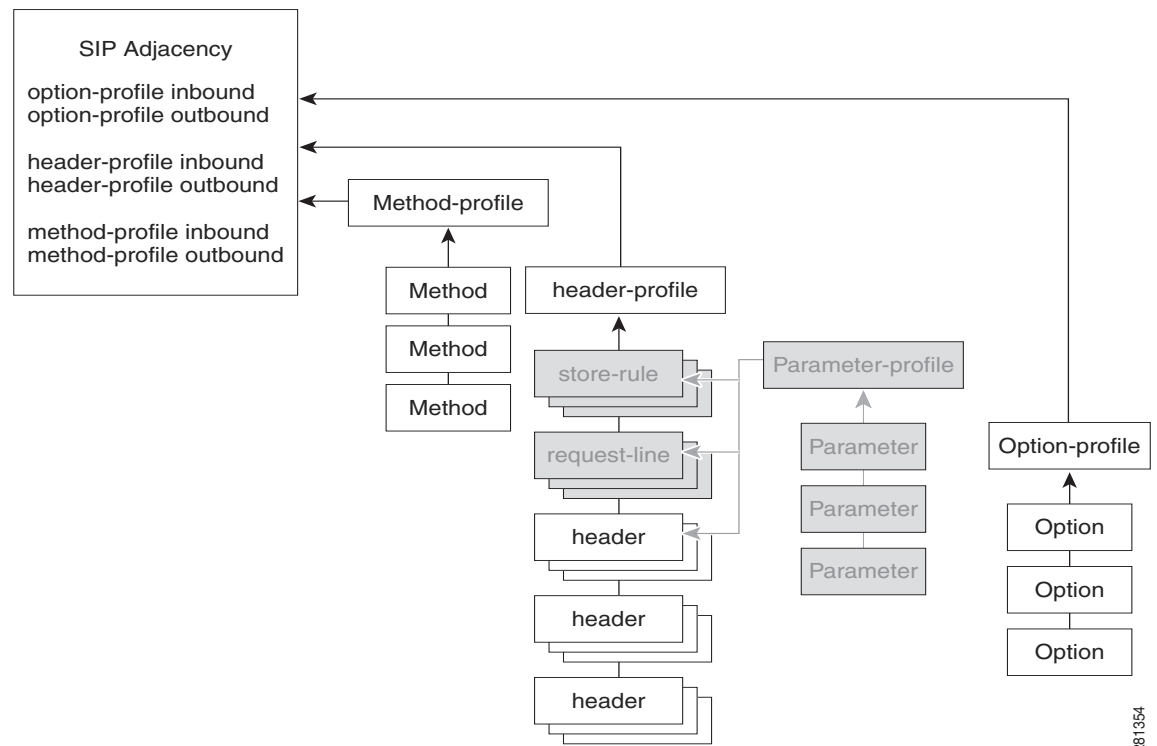 SIP Adjacency
option-profile inbound
option-profile outbound
header-profile inbound
header-profile outbound
method-profile inbound
method-profile outbound
Method-profile
Method
Method
Method
header-profile
store-rule
request-line
header
header
header
Parameter-profile
Parameter
Parameter
Parameter
Option-profile
Option
Option
Option
281354